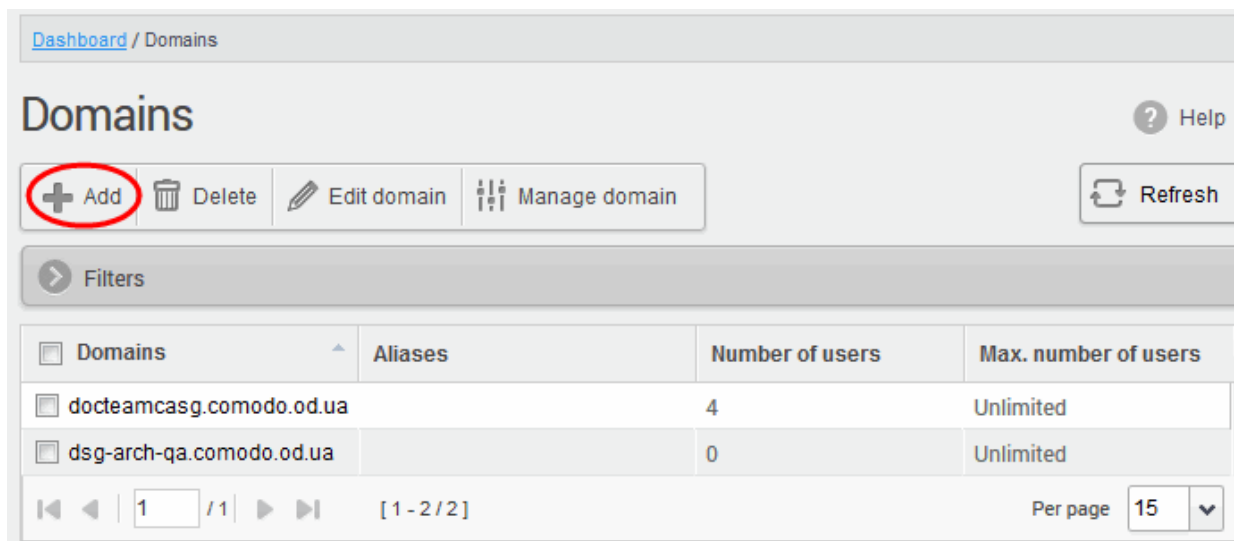 Dashboard / Domains
Domains
? Help
Add Delete Edit domain Manage domain Refresh
Filters
Domains Aliases Number of users Max. number of users
docteamcasg.comodo.od.ua 4 Unlimited
dsg-arch-qa.comodo.od.ua 0 Unlimited
1 / 1 [ 1 - 2 / 2 ] Per page 15